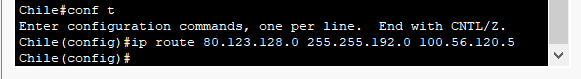 Chile#conf t
Enter configuration commands, one per line.  End with CNTL/Z.
Chile(config)#ip route 80.123.128.0 255.255.192.0 100.56.120.5
Chile(config)#